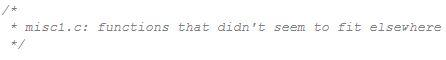 /*
* misc1.c: functions that didn't seem to fit elsewhere
*/